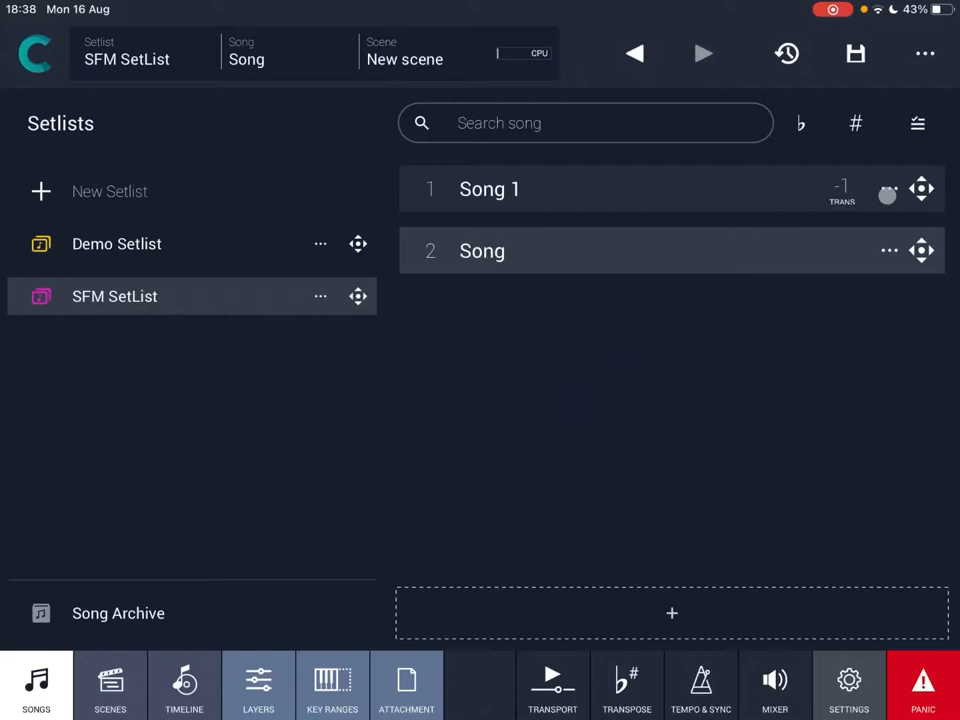 18:38 Mon 16 Aug
43%
Setlist
SFM SetList
Song
Song
Scene
New scene
CPU
Setlists
Search song
♭ #
New Setlist
Demo Setlist
SFM SetList
1 Song 1 -1
TRANS
2 Song
Song Archive
+
SONGS SCENES TIMELINE LAYERS KEY RANGES ATTACHMENT TRANSPORT TRANSPOSE TEMPO & SYNC MIXER SETTINGS PANIC